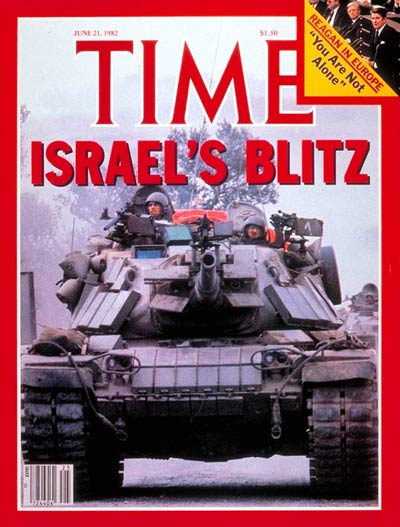 JUNE 21, 1982
$1.50
REAGAN IN EUROPE
"You Are Not
Alone"
TIME
ISRAEL'S BLITZ